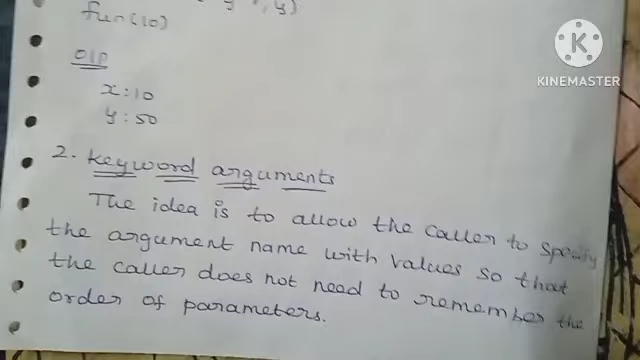 y)
fun(10)
O/P
x:10
y:50
2. keyword arguments
The idea is to allow the caller to specify
the argument name with values so that
the caller does not need to remember the
order of parameters.
K
KINEMASTER